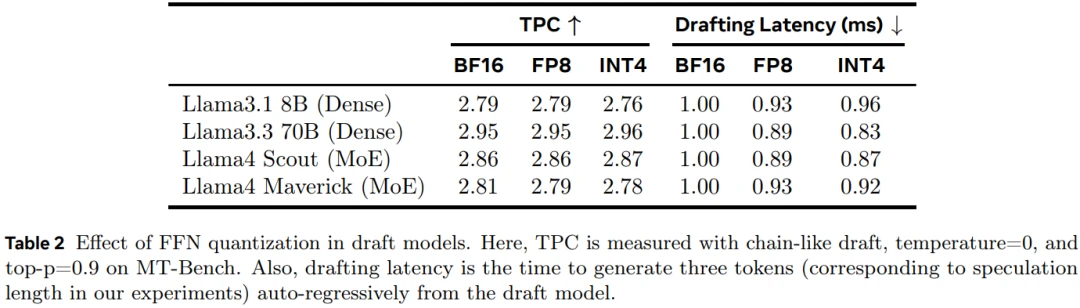 TPC ↑ Drafting Latency (ms) ↓
BF16 FP8 INT4 BF16 FP8 INT4
Llama3.1 8B (Dense) 2.79 2.79 2.76 1.00 0.93 0.96
Llama3.3 70B (Dense) 2.95 2.95 2.96 1.00 0.89 0.83
Llama4 Scout (MoE) 2.86 2.86 2.87 1.00 0.89 0.87
Llama4 Maverick (MoE) 2.81 2.79 2.78 1.00 0.93 0.92
Table 2 Effect of FFN quantization in draft models. Here, TPC is measured with chain-like draft, temperature=0, and
top-p=0.9 on MT-Bench. Also, drafting latency is the time to generate three tokens (corresponding to speculation
length in our experiments) auto-regressively from the draft model.